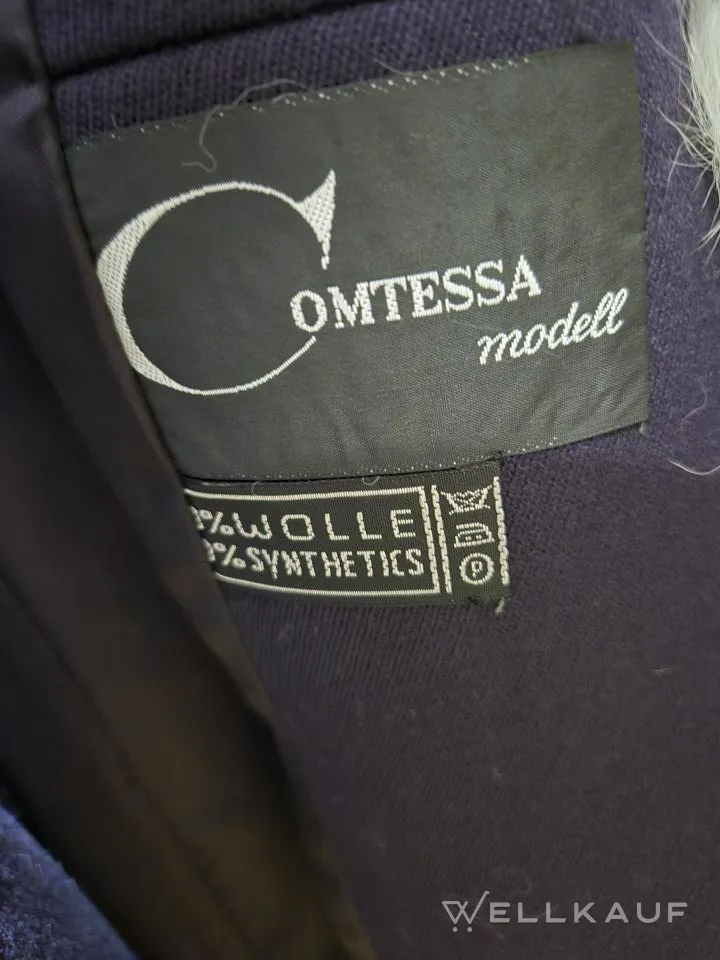 COMTESSA
modell
% WOLLE
% SYNTHETICS
P
WELLKAUF